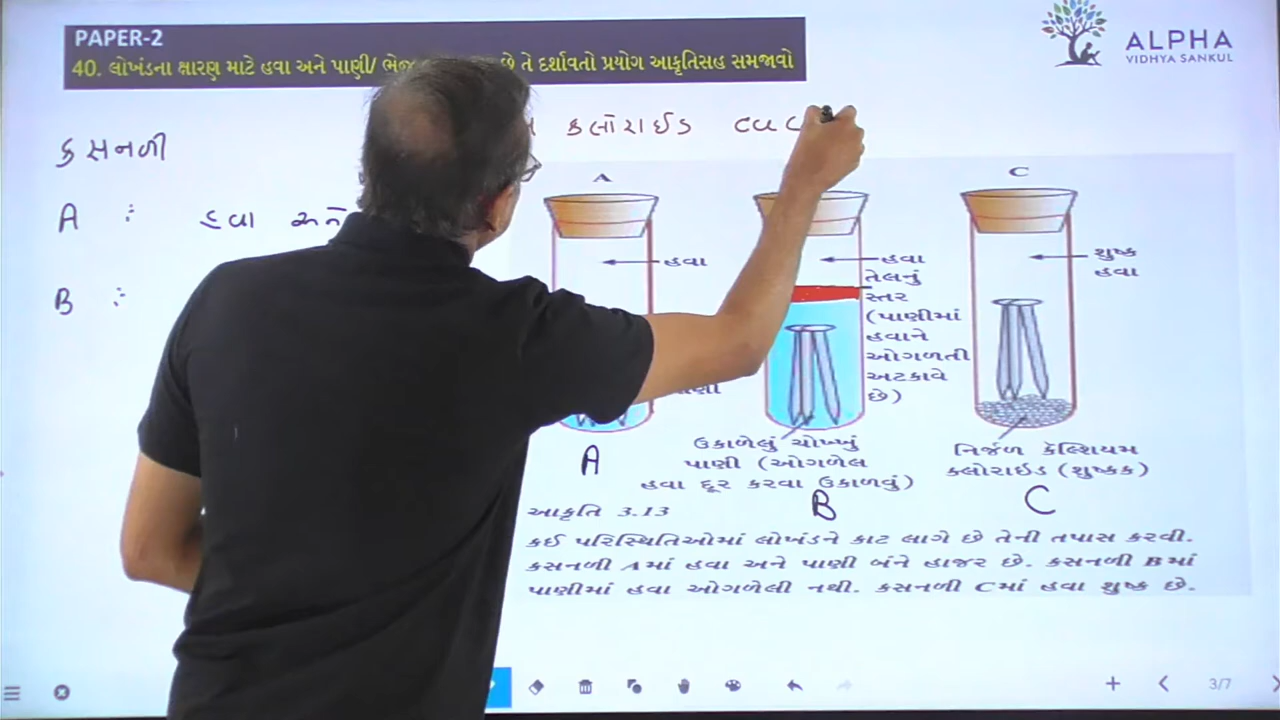 PAPER-2
40. લોખંડના ક્ષારણ માટે હવા અને પાણી/ છે તે દર્શાવતો પ્રયોગ આકૃતિસહ સમજાવો
ALPHA
VIDHYA SANKUL
કલોરાઈડ
કસનળી
A : હવા અને
B :
A
હવા
પાણી
A
હવા
તેલનું
સ્તર
(પાણીમાં
હવાને
ઓગળતી
અટકાવે
છે)
ઉકાળેલું ચોખ્ખું
પાણી (ઓગળેલ
હવા દૂર કરવા ઉકાળવું)
B
C
શુષ્ક
હવા
નિર્જળ કૅલ્શિયમ
ક્લોરાઇડ (શુષ્કક)
C
આકૃતિ 3.13
કઈ પરિસ્થિતિઓમાં લોખંડને કાટ લાગે છે તેની તપાસ કરવી.
કસનળી Aમાં હવા અને પાણી બંને હાજર છે. કસનળી Bમાં
પાણીમાં હવા ઓગળેલી નથી. કસનળી Cમાં હવા શુષ્ક છે.
3/7